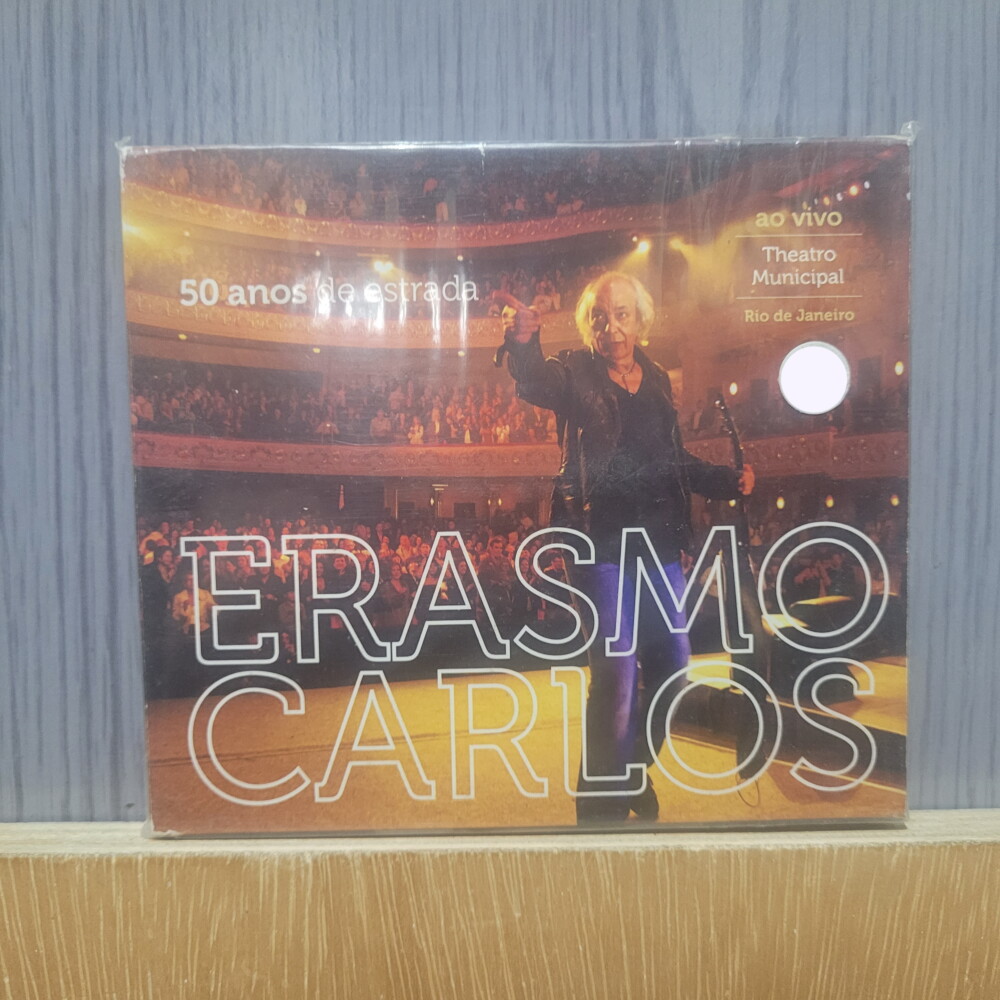 ao vivo
Theatro
Municipal
Rio de Janeiro
50 anos de estrada
ERASMO
CARLOS